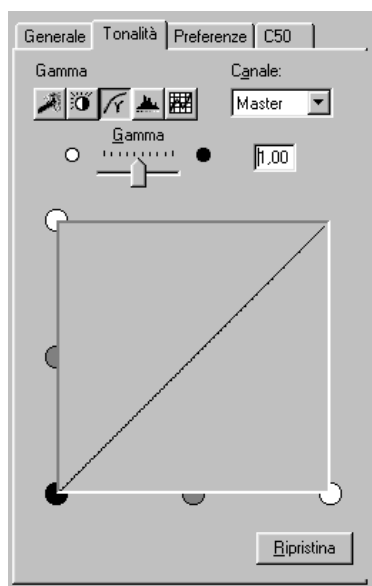 Generale Tonalità Preferenze C50
Gamma Canale:
Master
Gamma
1,00
Ripristina